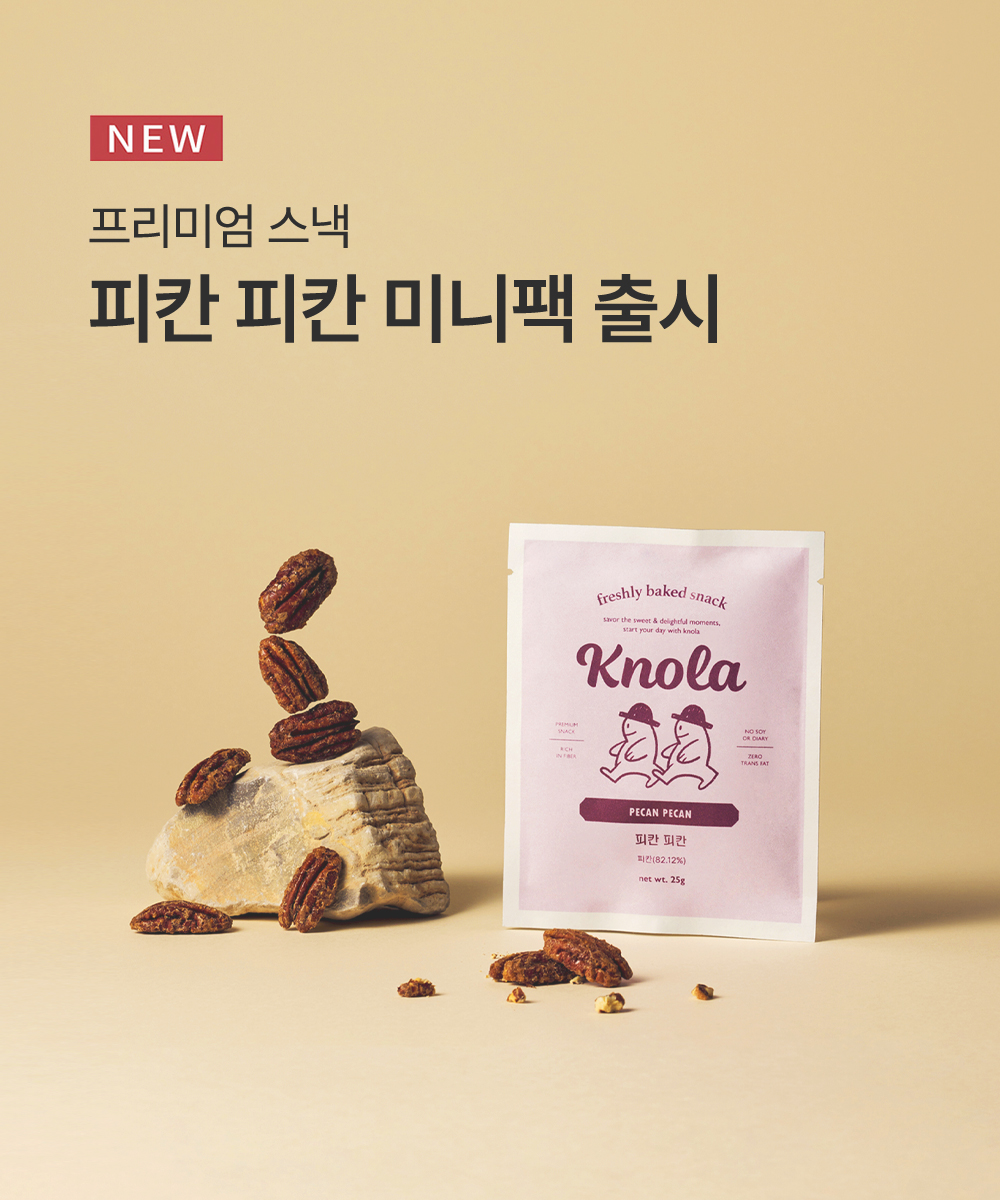 NEW
프리미엄 스낵
피칸 피칸 미니팩 출시
freshly baked snack
savor the sweet & delightful moments,
start your day with knola
Knola
PREMIUM
SNACK
RICH
IN FIBER
NO SOY
OR DIARY
ZERO
TRANS FAT
PECAN PECAN
피칸 피칸
피칸(82.12%)
net wt. 25g